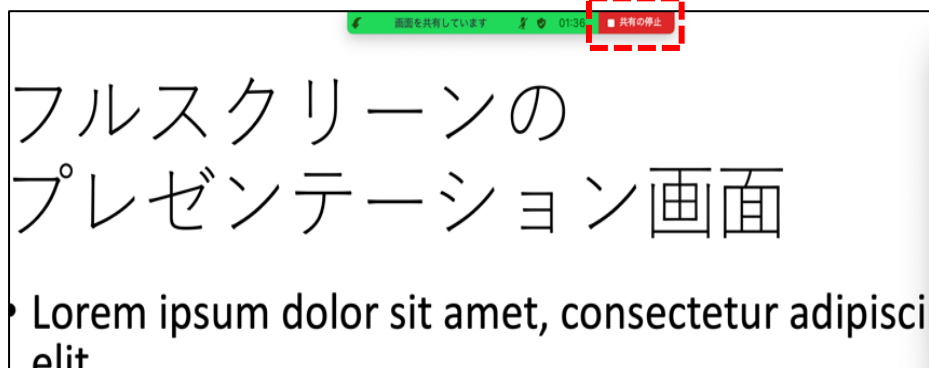 画面を共有しています 01:36 共有の停止
フルスクリーンの
プレゼンテーション画面
• Lorem ipsum dolor sit amet, consectetur adipisci
elit